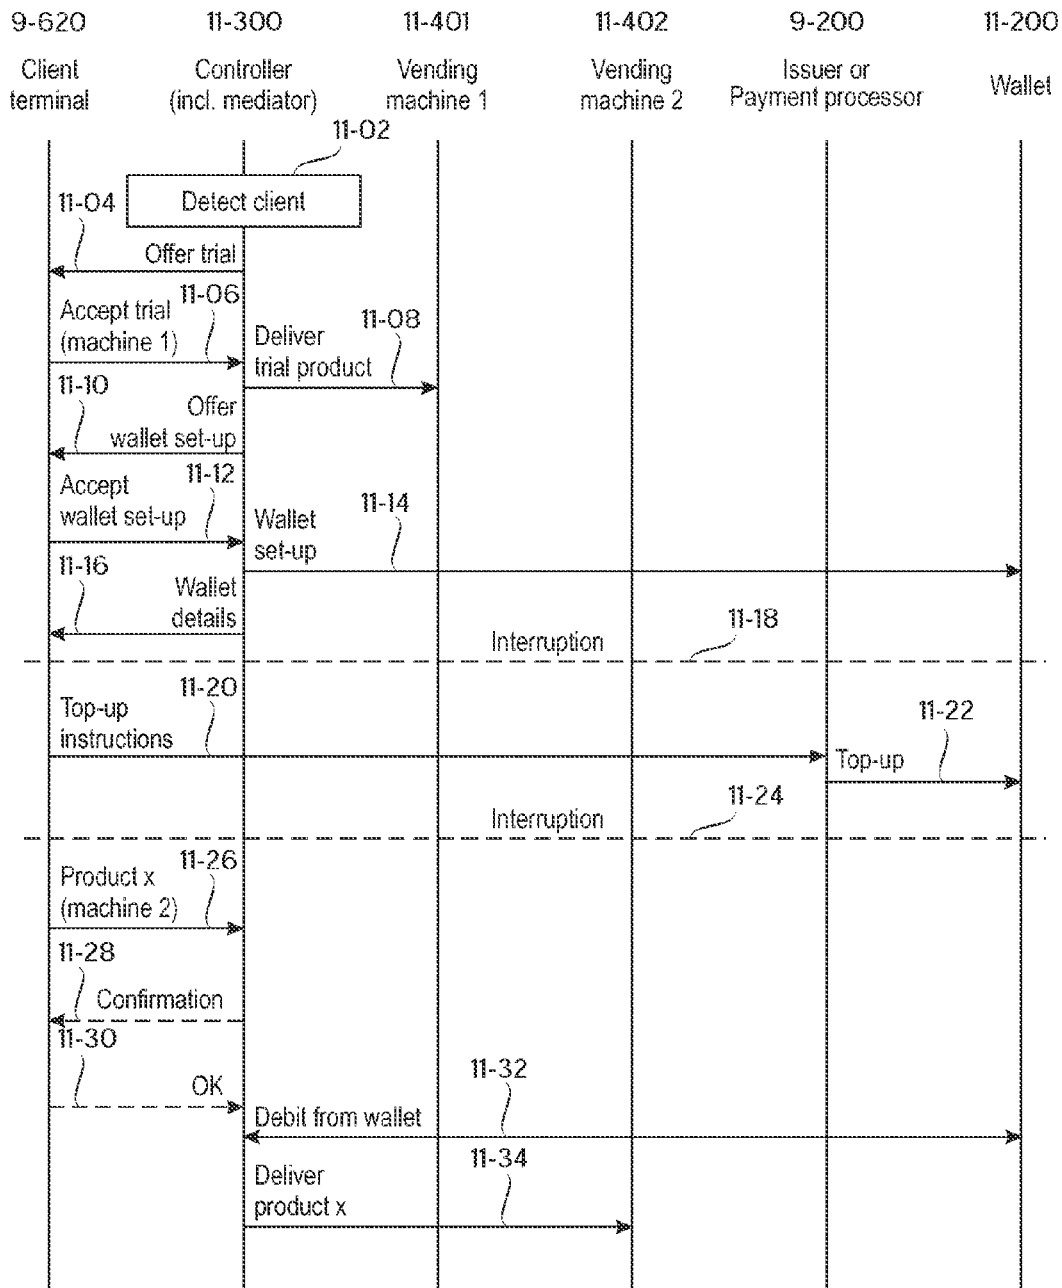 9-620 11-300 11-401 11-402 9-200 11-200
Client Controller Vending Vending Issuer or Wallet
terminal (incl. mediator) machine 1 machine 2 Payment processor
11-02
Detect client
11-04
Offer trial
11-06
Accept trial
(machine 1)
11-08
Deliver
trial product
11-10
Offer
wallet set-up
11-12
Accept
wallet set-up
11-14
Wallet
set-up
11-16
Wallet
details
11-18
Interruption
11-20
Top-up
instructions
11-22
Top-up
11-24
Interruption
11-26
Product x
(machine 2)
11-28
Confirmation
11-30
OK
11-32
Debit from wallet
11-34
Deliver
product x